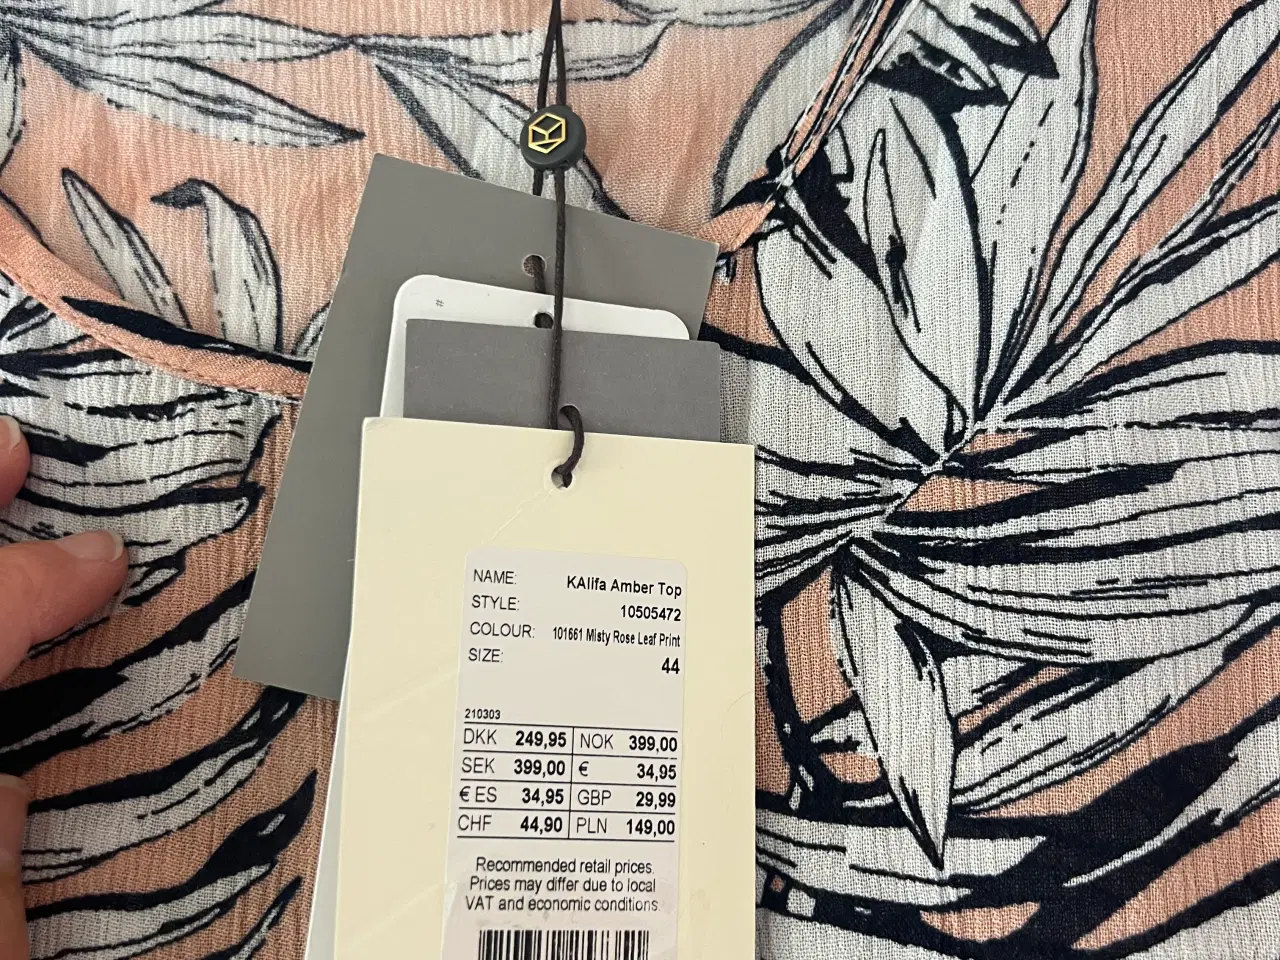 #
NAME: KAlifa Amber Top
STYLE: 10505472
COLOUR: 101661 Misty Rose Leaf Print
SIZE: 44
210303
DKK 249,95 NOK 399,00
SEK 399,00 € 34,95
€ ES 34,95 GBP 29,99
CHF 44,90 PLN 149,00
Recommended retail prices.
Prices may differ due to local
VAT and economic conditions.